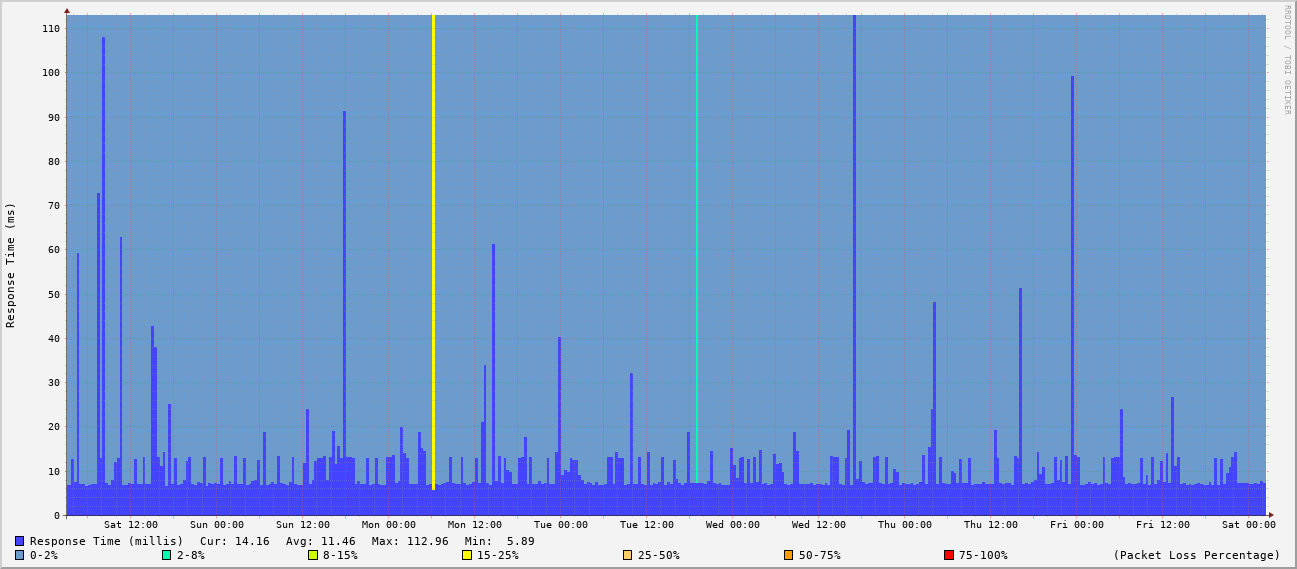 RRDTOOL / TOBI OETIKER
Response Time (ms)
110
100
90
80
70
60
50
40
30
20
10
0
Sat 12:00 Sun 00:00 Sun 12:00 Mon 00:00 Mon 12:00 Tue 00:00 Tue 12:00 Wed 00:00 Wed 12:00 Thu 00:00 Thu 12:00 Fri 00:00 Fri 12:00 Sat 00:00
Response Time (millis) Cur: 14.16 Avg: 11.46 Max: 112.96 Min: 5.89
0-2% 2-8% 8-15% 15-25% 25-50% 50-75% 75-100% (Packet Loss Percentage)